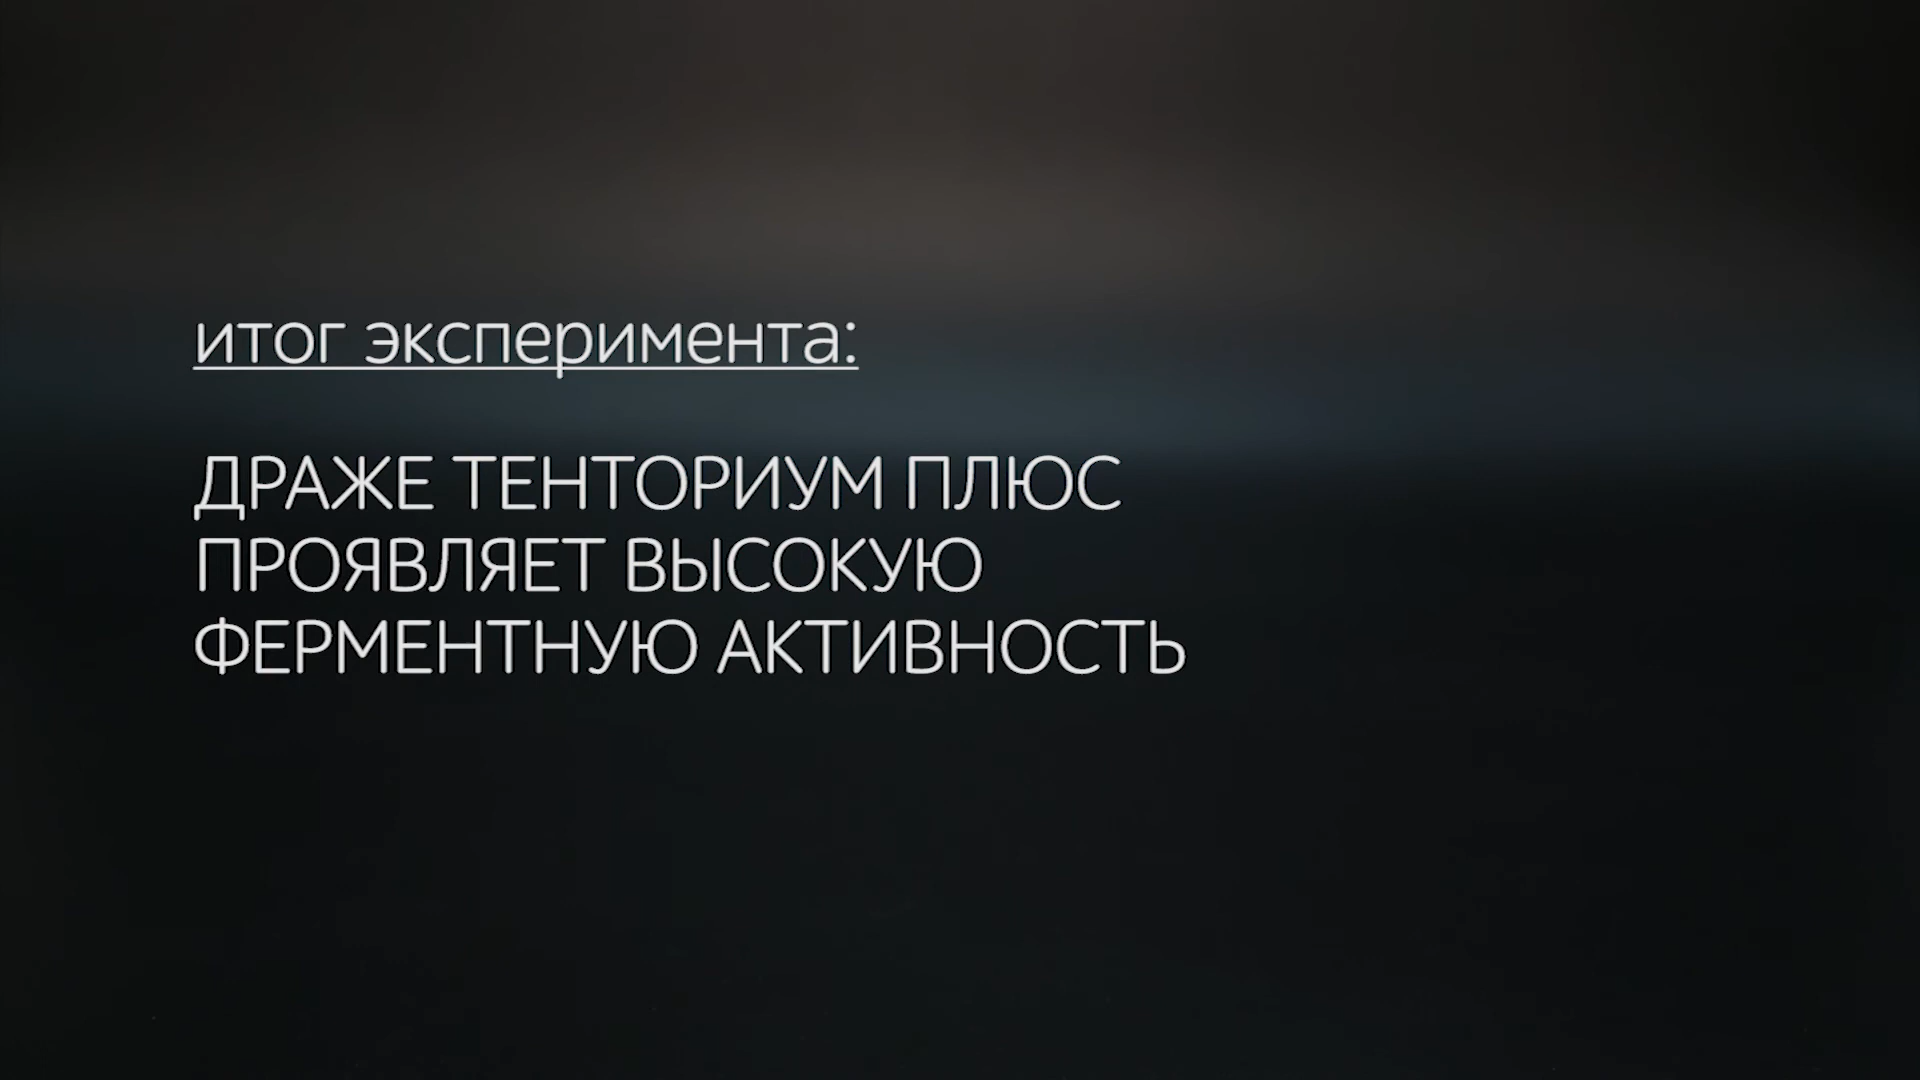 итог эксперимента:
ДРАЖЕ ТЕНТОРИУМ ПЛЮС
ПРОЯВЛЯЕТ ВЫСОКУЮ
ФЕРМЕНТНУЮ АКТИВНОСТЬ